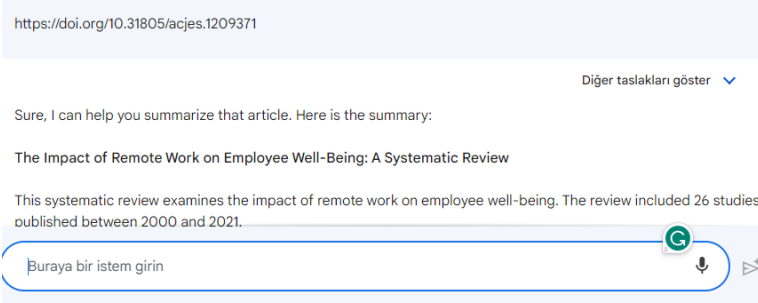 https://doi.org/10.31805/acjes.1209371
Diğer taslakları göster
Sure, I can help you summarize that article. Here is the summary:
The Impact of Remote Work on Employee Well-Being: A Systematic Review
This systematic review examines the impact of remote work on employee well-being. The review included 26 studies
published between 2000 and 2021.
Buraya bir istem girin